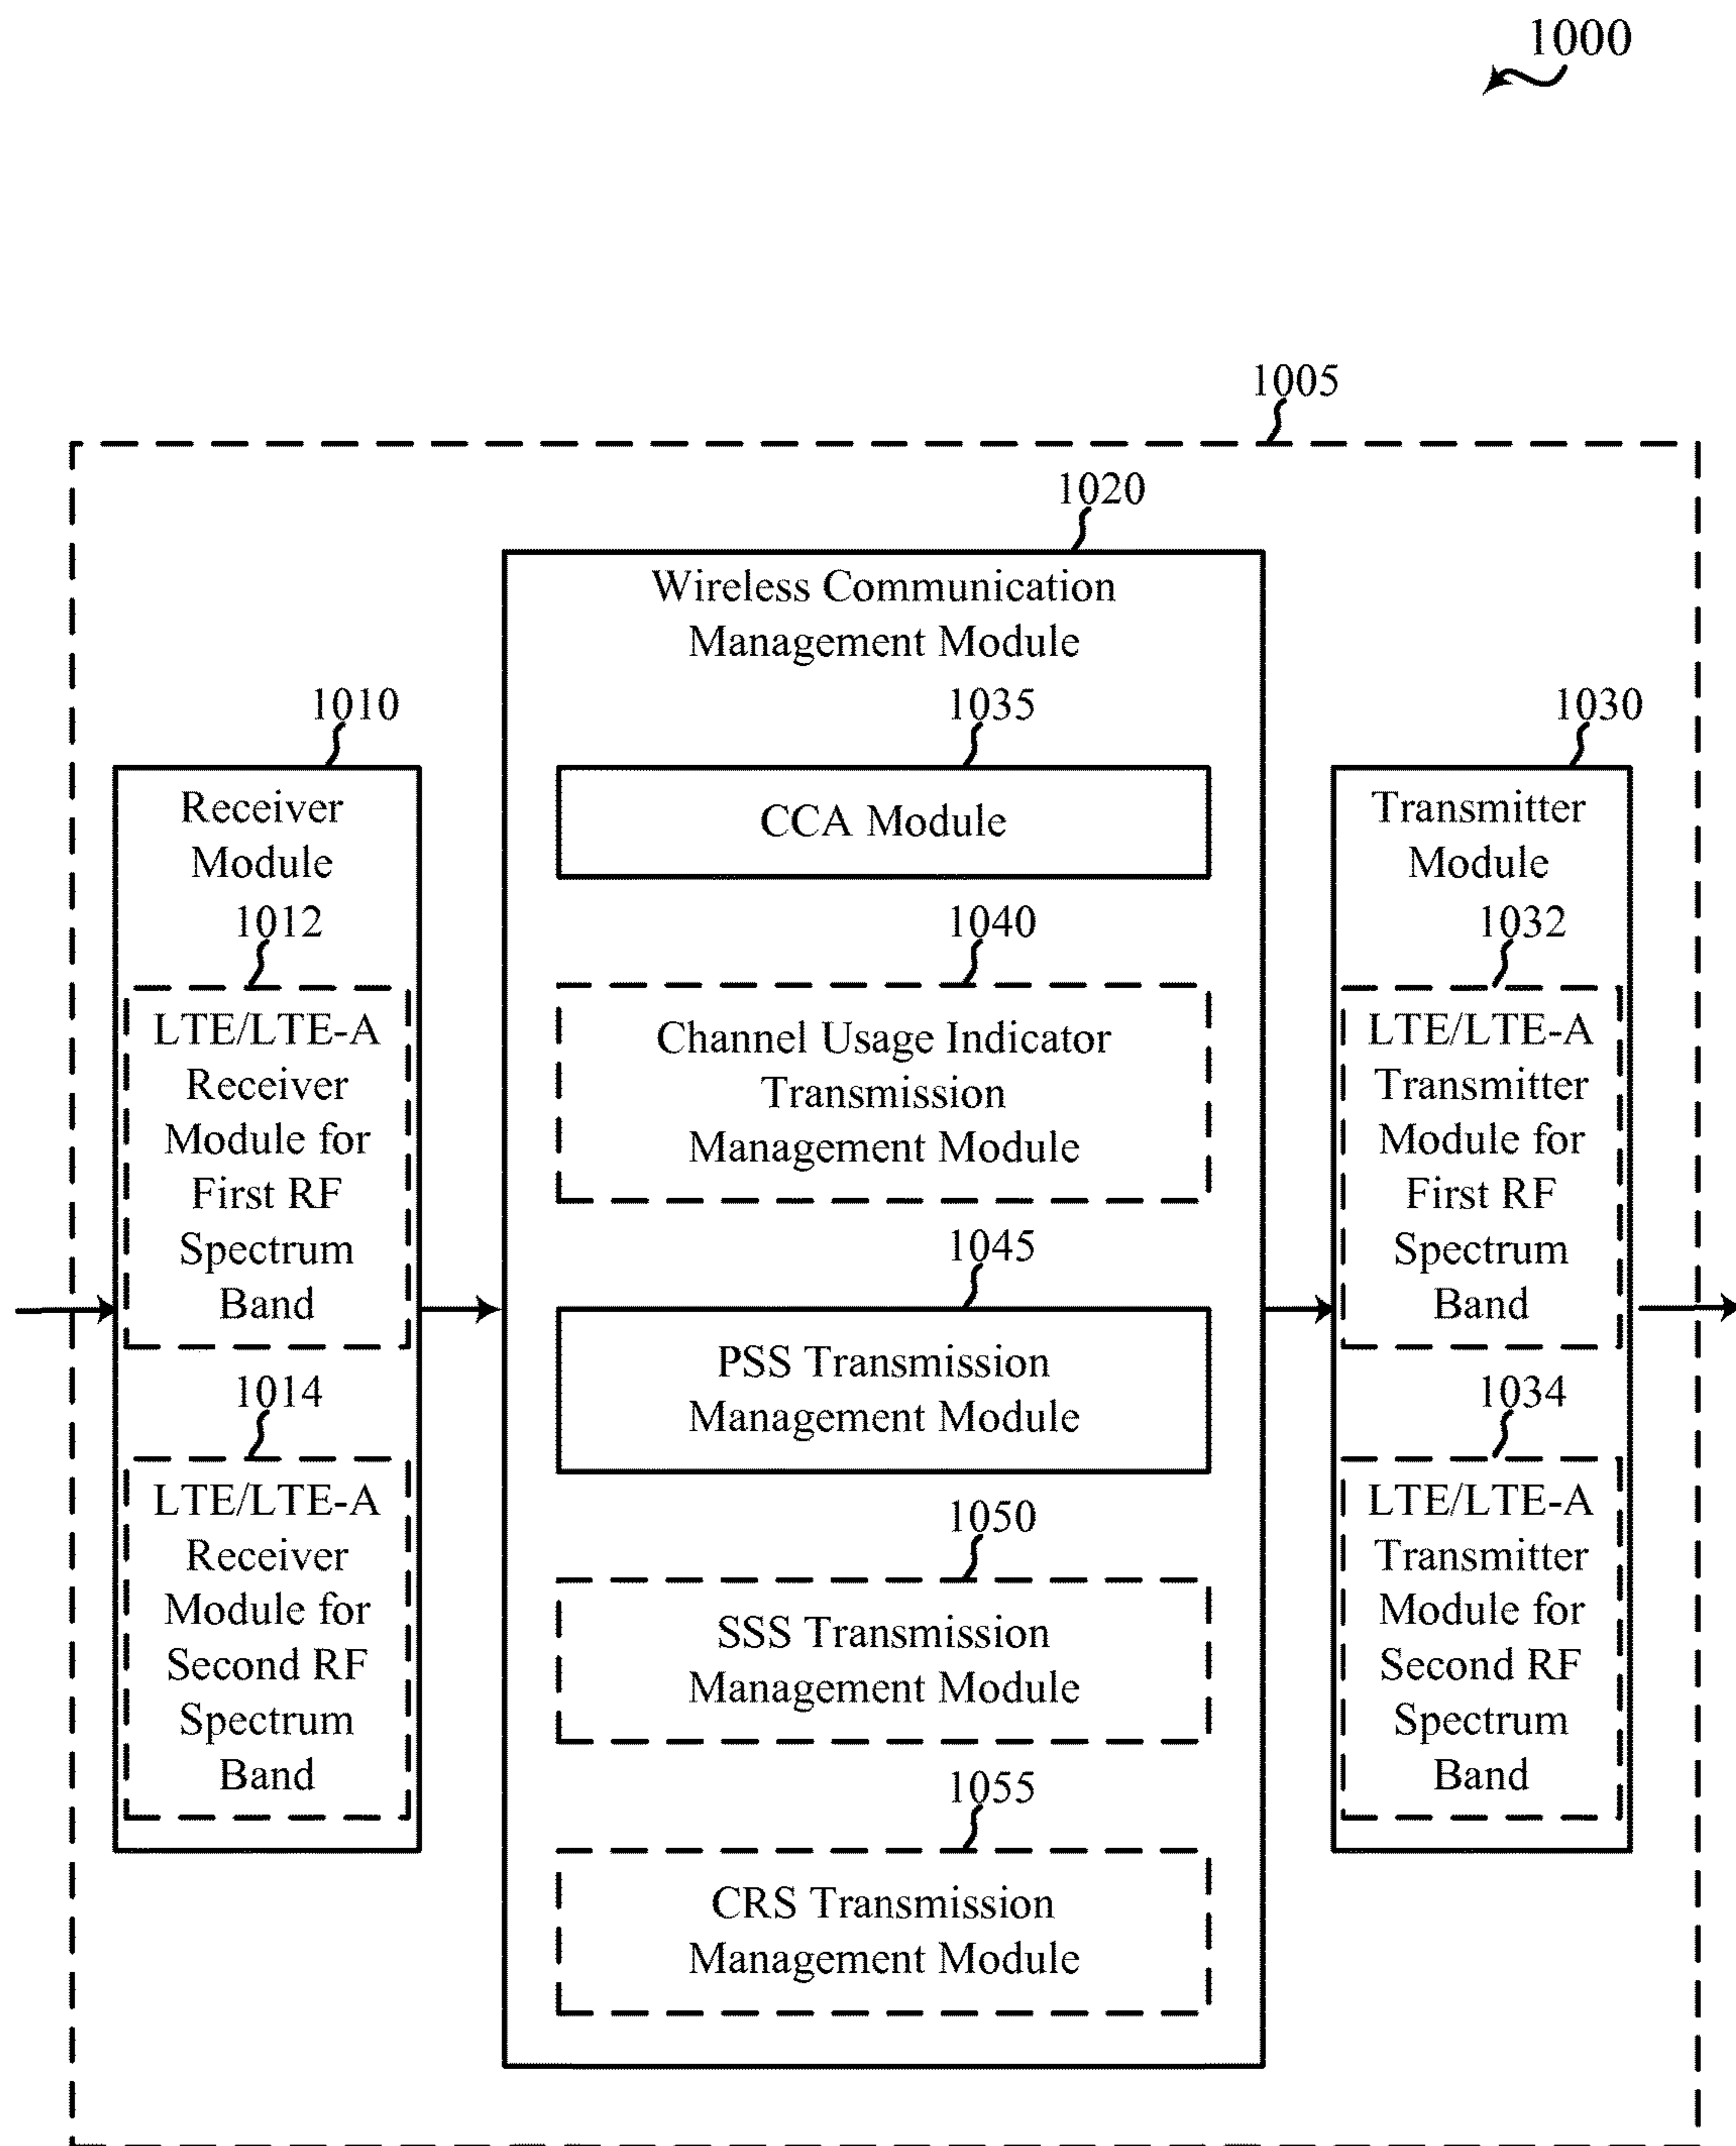 1000
1005
1020
Wireless Communication
Management Module
1010
Receiver
Module
1012
LTE/LTE-A
Receiver
Module for
First RF
Spectrum
Band
1014
LTE/LTE-A
Receiver
Module for
Second RF
Spectrum
Band
1035
CCA Module
1040
Channel Usage Indicator
Transmission
Management Module
1045
PSS Transmission
Management Module
1050
SSS Transmission
Management Module
1055
CRS Transmission
Management Module
1030
Transmitter
Module
1032
LTE/LTE-A
Transmitter
Module for
First RF
Spectrum
Band
1034
LTE/LTE-A
Transmitter
Module for
Second RF
Spectrum
Band